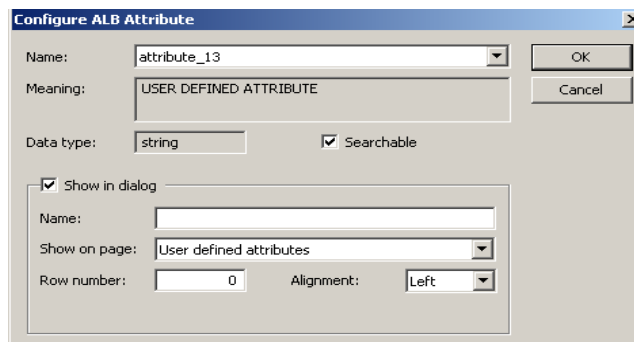 Configure ALB Attribute
Name: attribute_13 OK
Meaning: USER DEFINED ATTRIBUTE Cancel
Data type: string Searchable
Show in dialog
Name:
Show on page: User defined attributes
Row number: 0 Alignment: Left